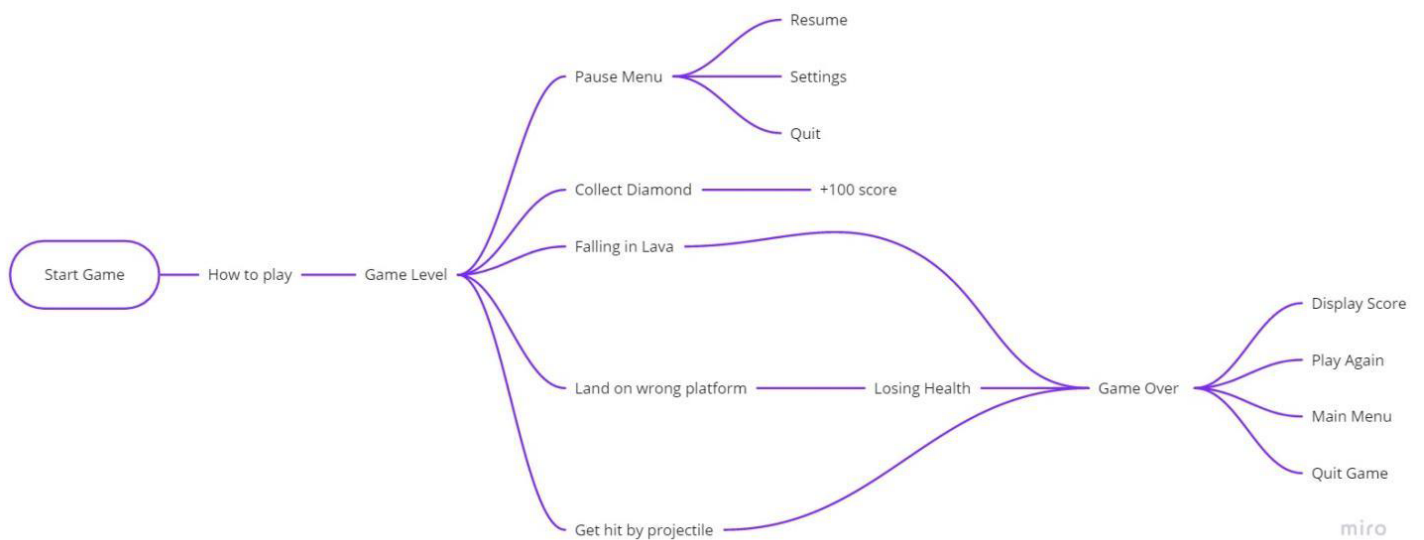 Resume
Pause Menu
Settings
Quit
Collect Diamond
+100 score
Falling in Lava
Start Game
How to play
Game Level
Display Score
Play Again
Land on wrong platform
Losing Health
Game Over
Main Menu
Quit Game
Get hit by projectile
miro